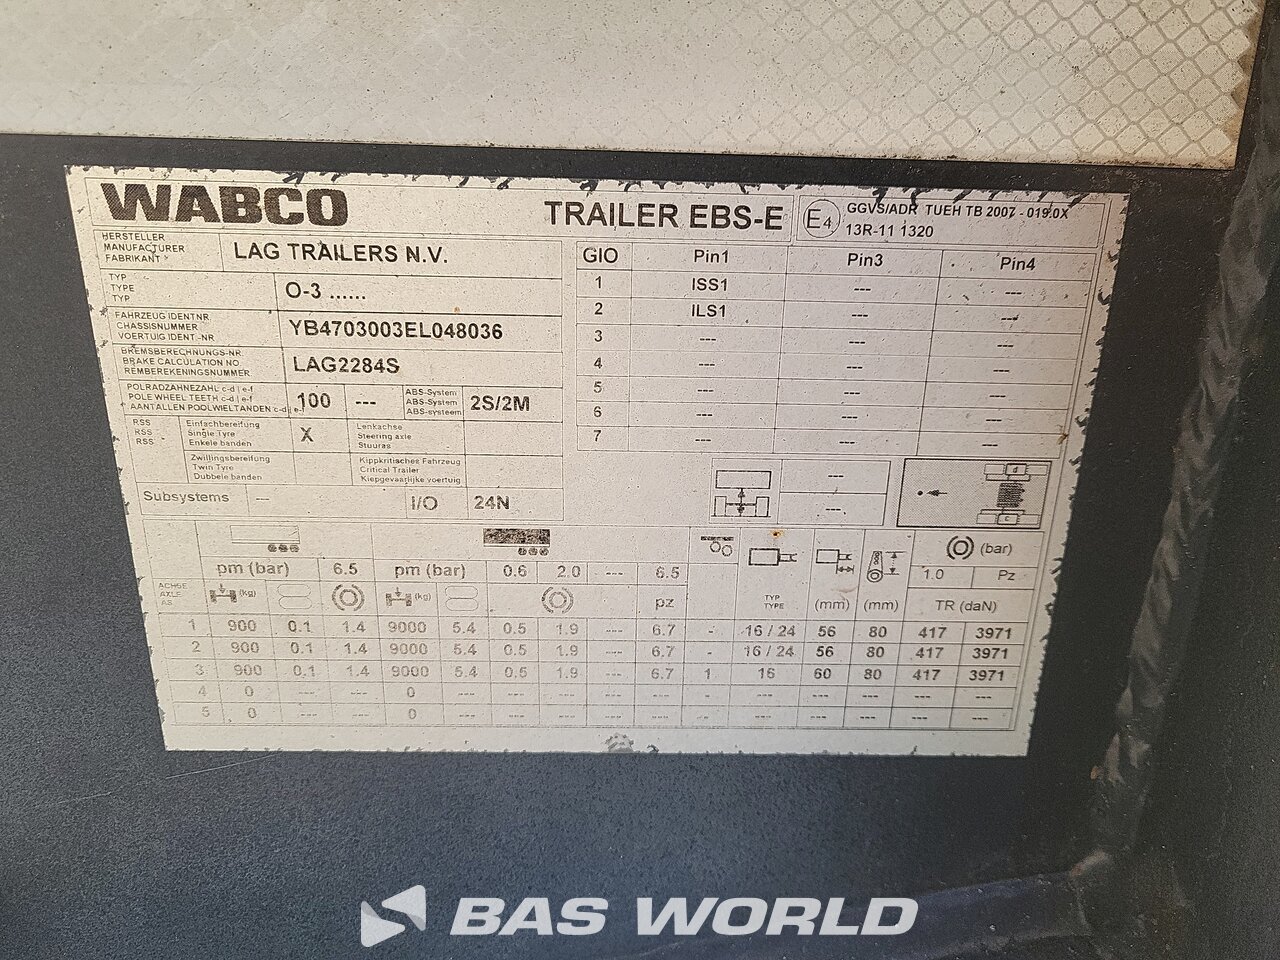 WABCO
TRAILER EBS-E
E4
GGVS/ADR TUEH TB 2007 - 019.0X
13R-11 1320
HERSTELLER
MANUFACTURER
FABRIKANT
LAG TRAILERS N.V.
TYP
TYPE
TYP
O-3 ......
FAHRZEUG IDENTNR
CHASSISNUMMER
VOERTUIG IDENT.-NR
YB4703003EL048036
BREMSBERECHNUNGS-NR
BRAKE CALCULATION NO
REMBEREKENINGSNUMMER
LAG2284S
POLRADZAHNEZAHL c-d | e-f
POLE WHEEL TEETH c-d | e-f
AANTALLEN POOLWIELTANDEN c-d | e-f
100 ---
ABS-System
ABS-System
ABS-systeem
2S/2M
RSS
RSS
RSS
Einfachbereifung
Single Tyre
Enkele banden
X
Lenkachse
Steering axle
Stuuras
Zwillingsbereifung
Twin Tyre
Dubbele banden
Kippkritisches Fahrzeug
Critical Trailer
Kiepgevaarlijke voertuig
Subsystems --- I/O 24N
GIO Pin1 Pin3 Pin4
1 ISS1 --- ---
2 ILS1 --- ---
3 --- --- ---
4 --- --- ---
5 --- --- ---
6 --- --- ---
7 --- --- ---
---
---
d
c
pm (bar) 6.5 pm (bar) 0.6 2.0 --- 6.5
(bar)
1.0 Pz
ACHSE
AXLE
AS
(kg) (kg) pz
TYP
TYPE
(mm) (mm) TR (daN)
1 900 0.1 1.4 9000 5.4 0.5 1.9 --- 6.7 - 16 / 24 56 80 417 3971
2 900 0.1 1.4 9000 5.4 0.5 1.9 --- 6.7 - 16 / 24 56 80 417 3971
3 900 0.1 1.4 9000 5.4 0.5 1.9 --- 6.7 1 16 60 80 417 3971
4 0 --- --- 0 --- --- --- --- --- - --- --- --- --- ---
5 0 --- --- 0 --- --- --- --- --- - --- --- --- --- ---
BAS WORLD